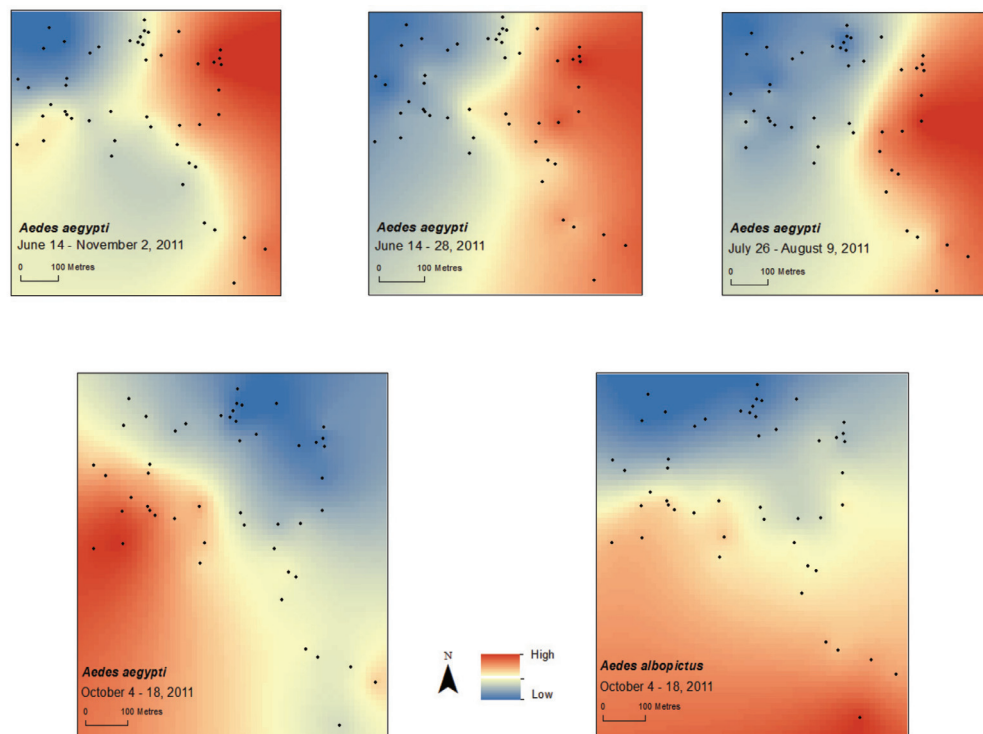 Aedes aegypti
June 14 - November 2, 2011
0 100 Metres
Aedes aegypti
June 14 - 28, 2011
0 100 Metres
Aedes aegypti
July 26 - August 9, 2011
0 100 Metres
Aedes aegypti
October 4 - 18, 2011
0 100 Metres
N
High
Low
Aedes albopictus
October 4 - 18, 2011
0 100 Metres